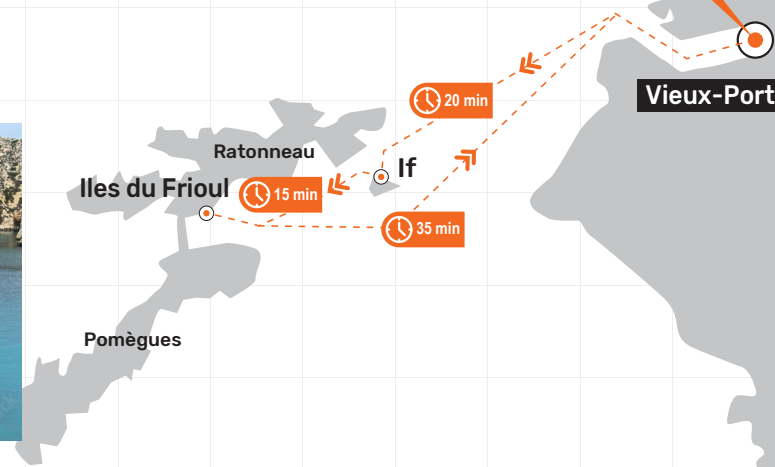 Vieux-Port
20 min
Ratonneau
If
Iles du Frioul
15 min
35 min
Pomègues